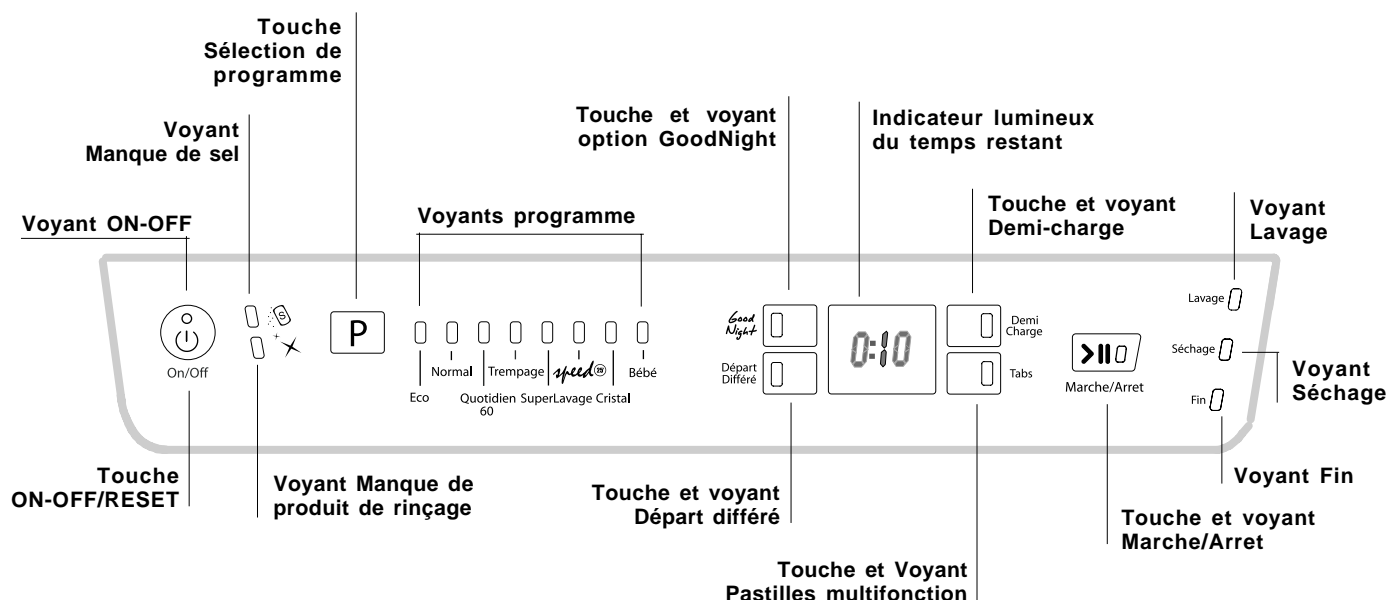 Touche
Sélection de
programme
Voyant
Manque de sel
Touche et voyant
option GoodNight
Indicateur lumineux
du temps restant
Voyant ON-OFF
Voyants programme
Touche et voyant
Demi-charge
Voyant
Lavage
On/Off
S
P
Eco
Normal
Quotidien
60
Trempage
SuperLavage
speed 25'
Cristal
Bébé
Good
Night
Départ
Différé
0:10
Demi
Charge
Tabs
Marche/Arret
Lavage
Séchage
Fin
Voyant
Séchage
Touche
ON-OFF/RESET
Voyant Manque de
produit de rinçage
Touche et voyant
Départ différé
Voyant Fin
Touche et voyant
Marche/Arret
Touche et Voyant
Pastilles multifonction